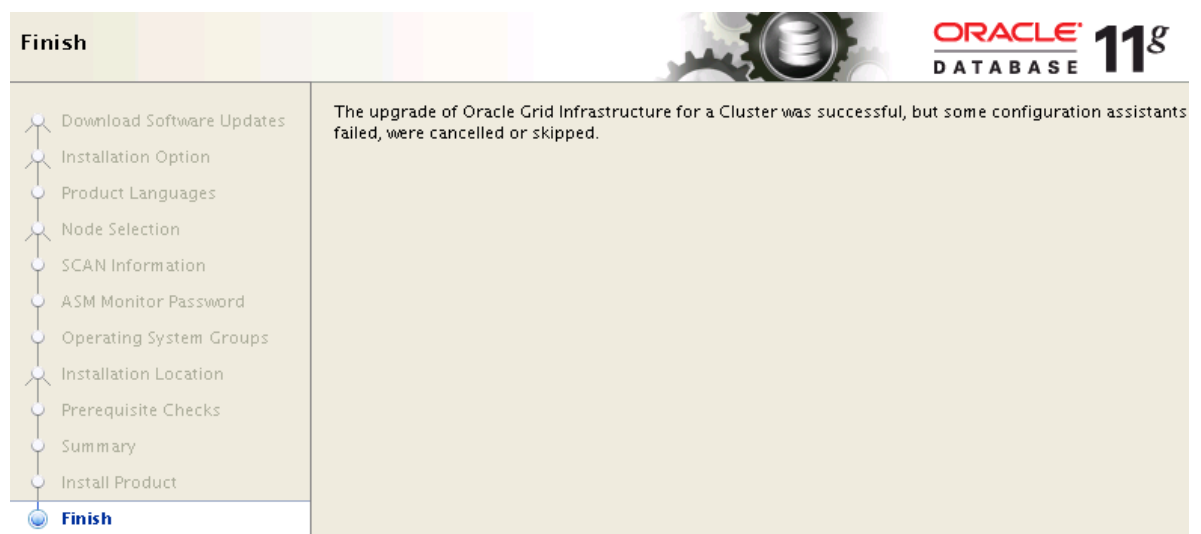 Finish
ORACLE 11g
DATABASE
Download Software Updates
Installation Option
Product Languages
Node Selection
SCAN Information
ASM Monitor Password
Operating System Groups
Installation Location
Prerequisite Checks
Summary
Install Product
Finish
The upgrade of Oracle Grid Infrastructure for a Cluster was successful, but some configuration assistants
failed, were cancelled or skipped.